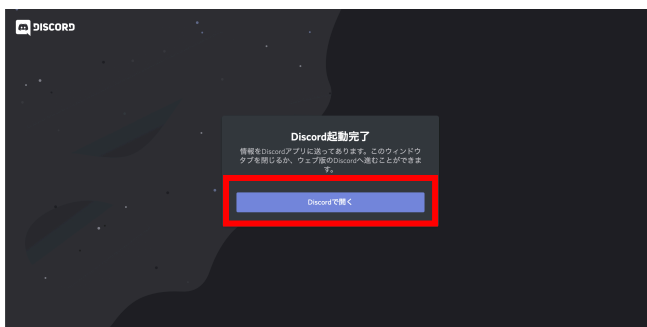 DISCORD
Discord起動完了
情報をDiscordアプリに送ってあります。このウィンドウ
タブを閉じるか、ウェブ版のDiscordへ進むことができま
す。
Discordで開く